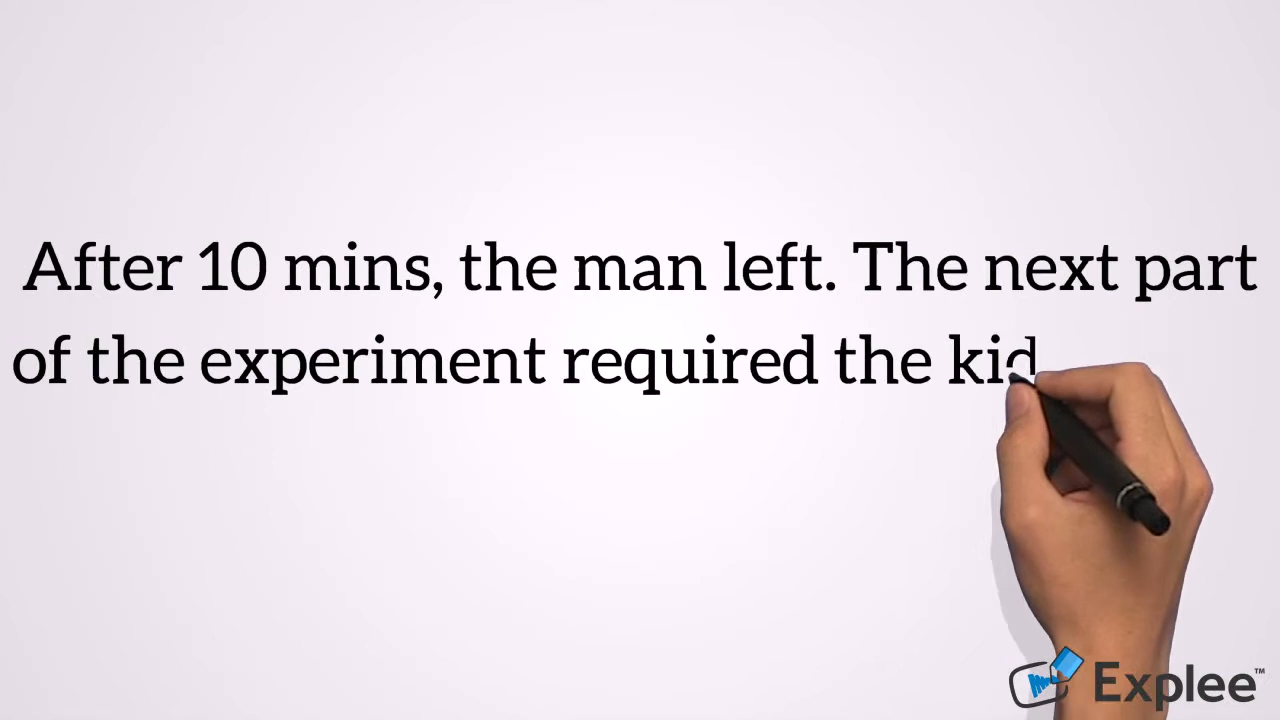 After 10 mins, the man left. The next part
of the experiment required the kid
Explee™